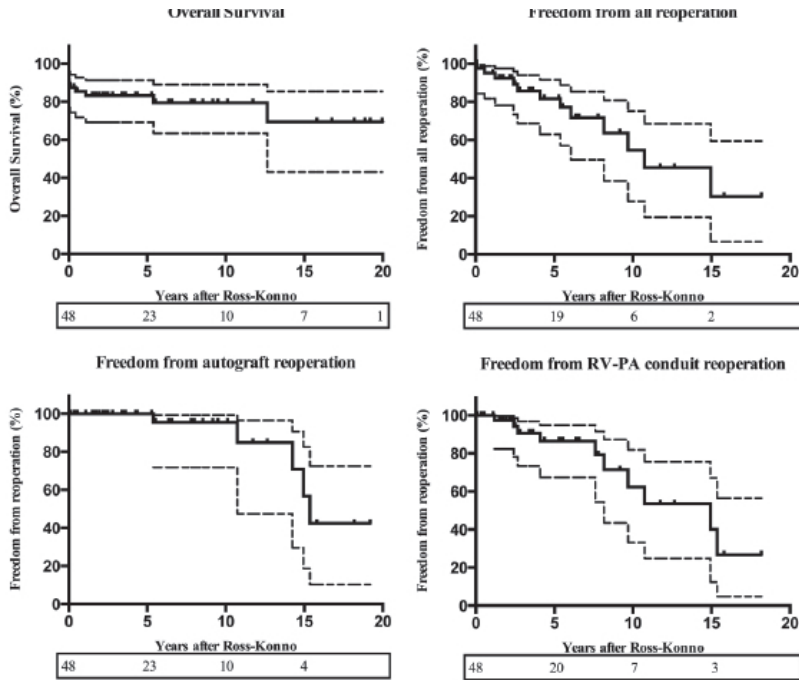 Overall Survival
Overall Survival (%)
100
80
60
40
20
0
0 5 10 15 20
Years after Ross-Konno
48 23 10 7 1
Freedom from all reoperation
Freedom from all reoperation (%)
100
80
60
40
20
0
0 5 10 15 20
Years after Ross-Konno
48 19 6 2
Freedom from autograft reoperation
Freedom from reoperation (%)
100
80
60
40
20
0
0 5 10 15 20
Years after Ross-Konno
48 23 10 4
Freedom from RV-PA conduit reoperation
Freedom from reoperation (%)
100
80
60
40
20
0
0 5 10 15 20
Years after Ross-Konno
48 20 7 3